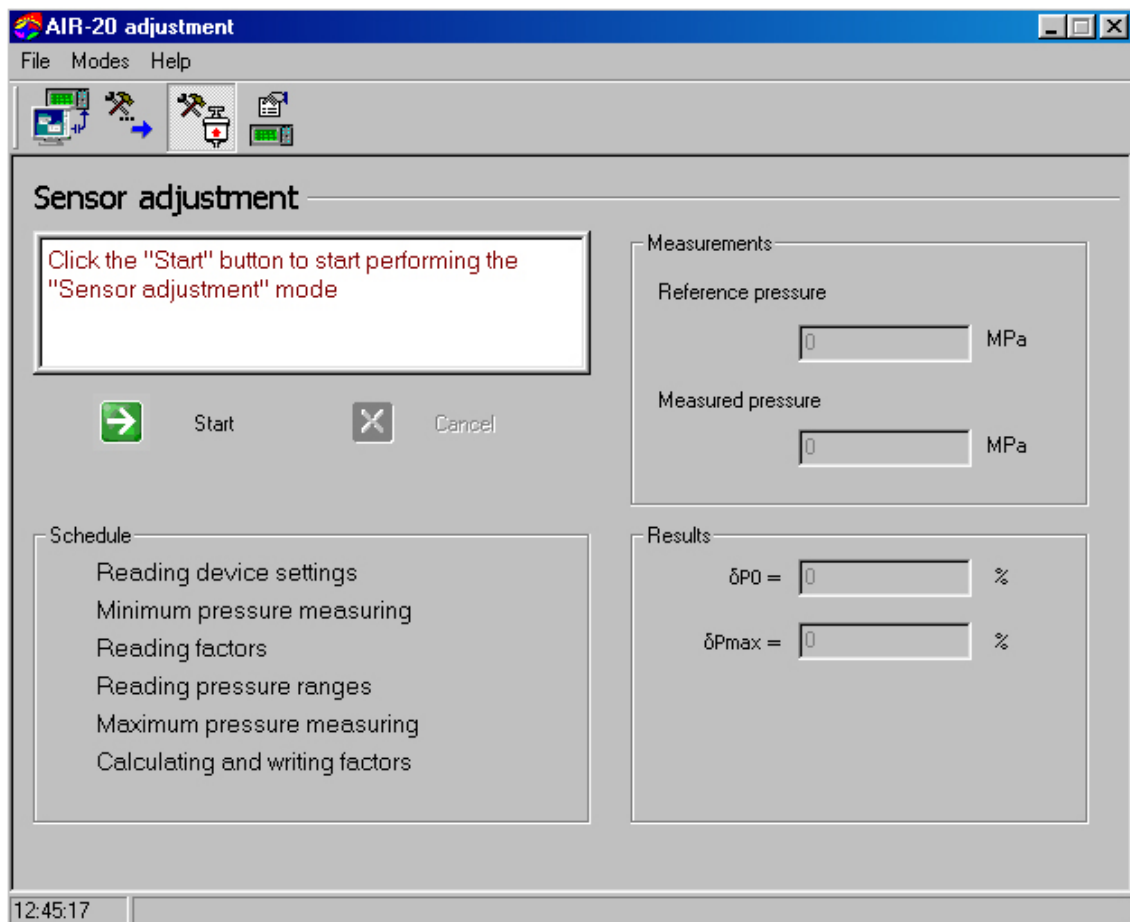 AIR-20 adjustment
File Modes Help
Sensor adjustment
Click the "Start" button to start performing the
"Sensor adjustment" mode
Start Cancel
Schedule
Reading device settings
Minimum pressure measuring
Reading factors
Reading pressure ranges
Maximum pressure measuring
Calculating and writing factors
Measurements
Reference pressure
0 MPa
Measured pressure
0 MPa
Results
δP0 = 0 %
δPmax = 0 %
12:45:17